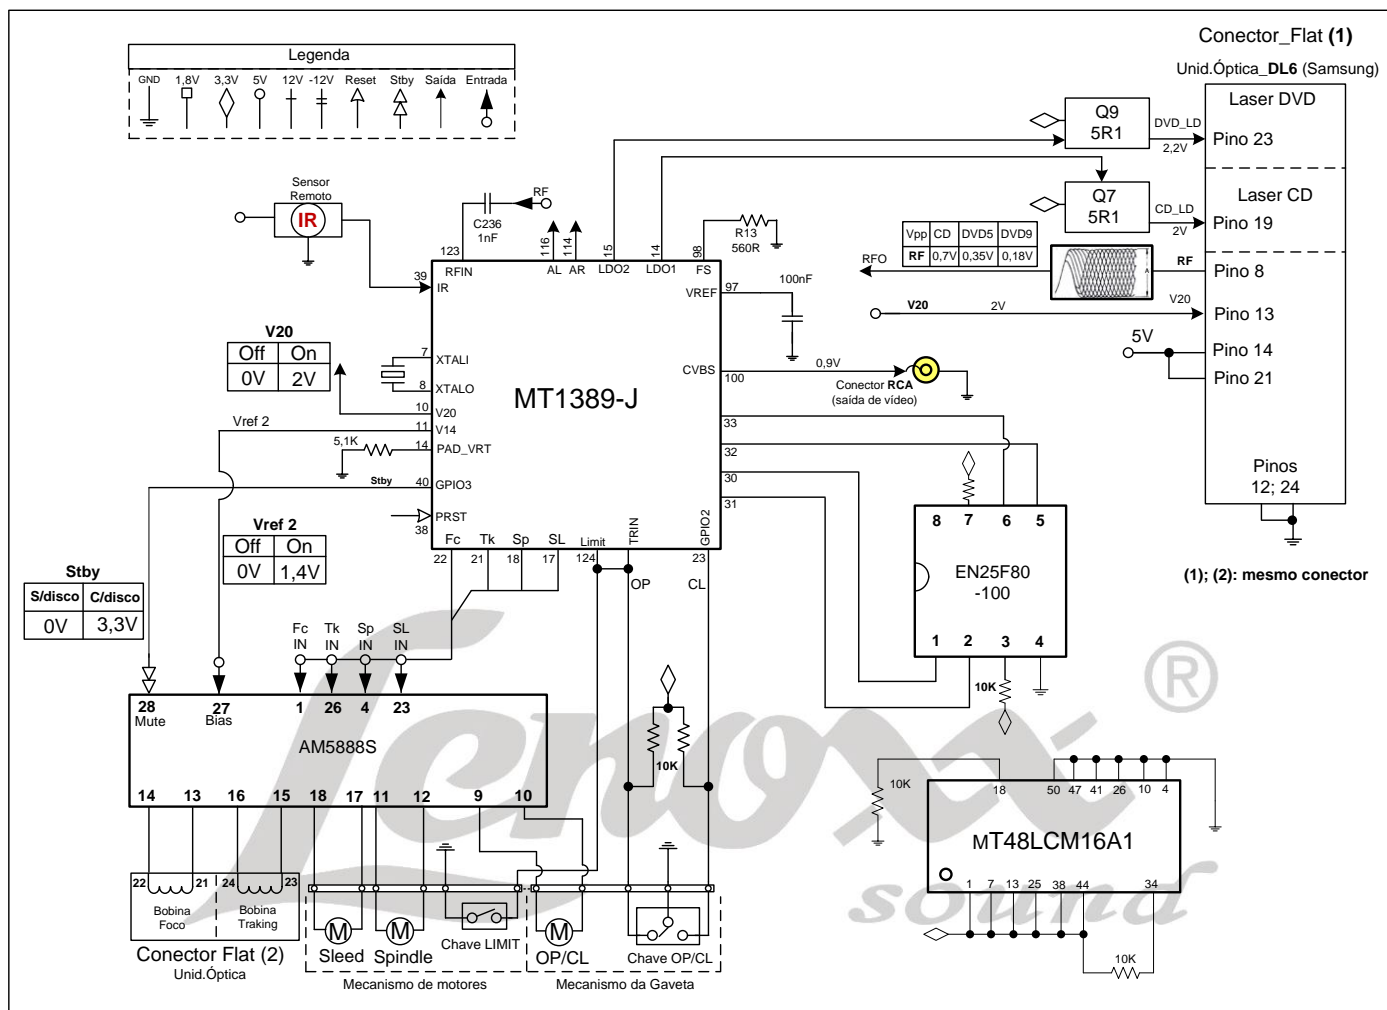 Legenda
GND 1,8V 3,3V 5V 12V -12V Reset Stby Saída Entrada
Conector_Flat (1)
Unid.Óptica_DL6 (Samsung)
Laser DVD
Pino 23
Laser CD
Pino 19
Pino 8
Pino 13
Pino 14
Pino 21
Pinos
12; 24
(1); (2): mesmo conector
Q9
5R1
DVD_LD
2,2V
Q7
5R1
CD_LD
2V
Vpp CD DVD5 DVD9
RF 0,7V 0,35V 0,18V
RFO
RF
A
V20 2V V20
5V
Sensor
Remoto
IR
C236
1nF
RF
R13
560R
100nF
123 116 114 15 14 98
RFIN AL AR LDO2 LDO1 FS
39
IR
7
XTALI
8
XTALO
10
V20
11
V14
14
PAD_VRT
40
GPIO3
PRST
38
MT1389-J
97
VREF
CVBS
100
0,9V
Conector RCA
(saída de vídeo)
33
32
30
31
Fc Tk Sp SL Limit TRIN GPIO2
22 21 18 17 124 23
OP CL
V20
Off On
0V 2V
Vref 2
5,1K
Stby
Vref 2
Off On
0V 1,4V
Stby
S/disco C/disco
0V 3,3V
Fc Tk Sp SL
IN IN IN IN
28 27 1 26 4 23
Mute Bias
AM5888S
14 13 16 15 18 17 11 12 9 10
10K
8 7 6 5
EN25F80
-100
1 2 3 4
10K
10K
18 50 47 41 26 10 4
MT48LCM16A1
1 7 13 25 38 44 34
10K
22 21 24 23
Bobina
Foco
Bobina
Traking
Conector Flat (2)
Unid.Óptica
M M M
Sleed Spindle Chave LIMIT OP/CL Chave OP/CL
Mecanismo de motores
Mecanismo da Gaveta
Lenoxx ®
sound